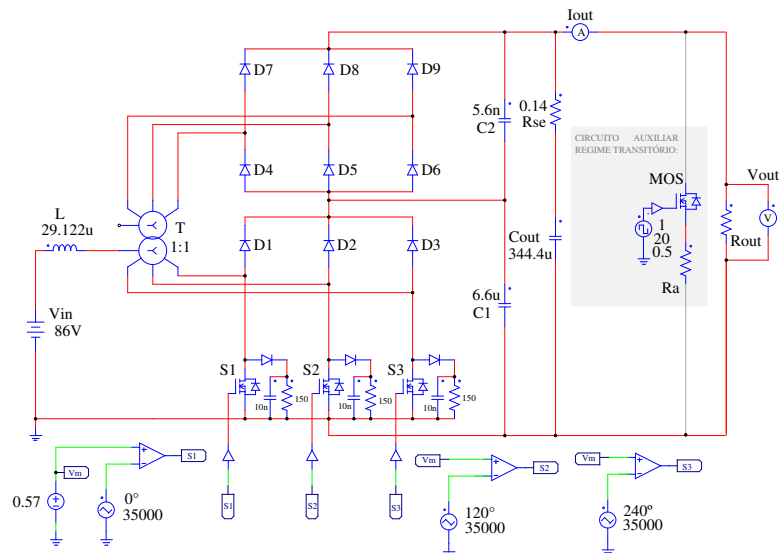 D7
D8
D9
Iout
A
5.6n
C2
0.14
Rse
CIRCUITO AUXILIAR
REGIME TRANSITÓRIO:
D4
D5
D6
MOS
Vout
V
L
29.122u
T
1:1
1
20
0.5
Rout
D1
D2
D3
Cout
344.4u
Ra
6.6u
C1
Vin
86V
S1
S2
S3
10n
150
10n
150
10n
150
S1
Vm
0.57
0°
35000
S1
S2
S3
Vm
S2
120°
35000
Vm
S3
240º
35000